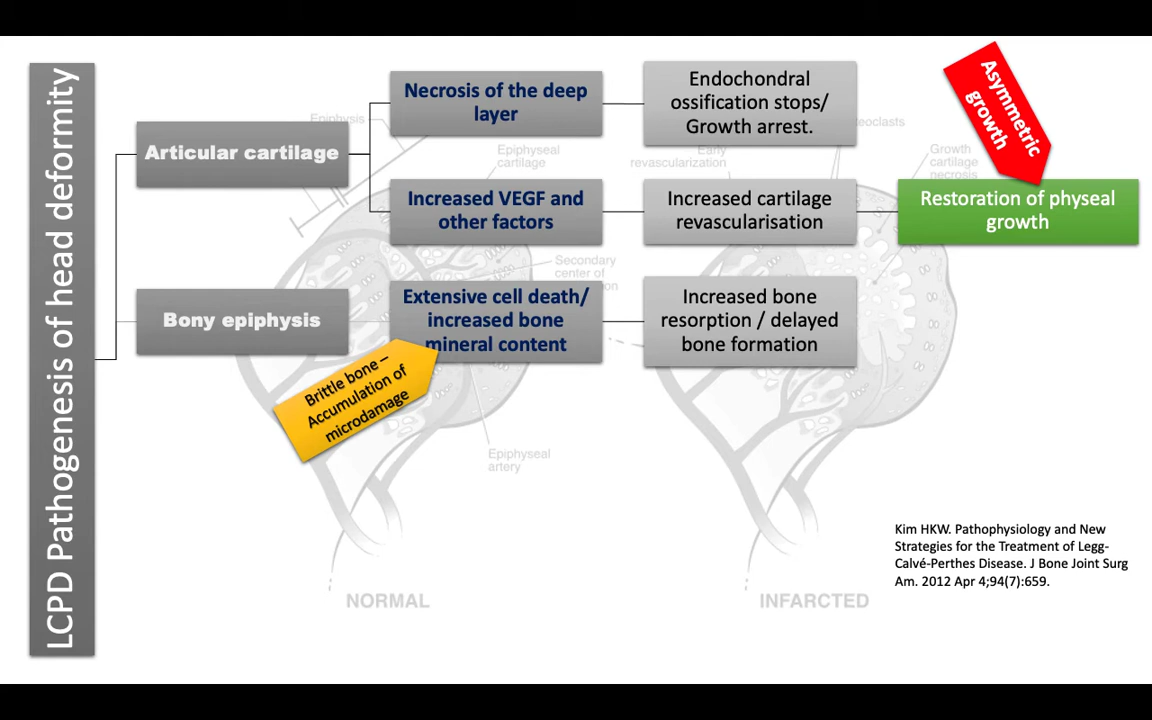 LCPD Pathogenesis of head deformity
Articular cartilage
Necrosis of the deep
layer
Endochondral
ossification stops/
Growth arrest.
Increased VEGF and
other factors
Increased cartilage
revascularisation
Asymmetric
growth
Restoration of physeal
growth
Bony epiphysis
Extensive cell death/
increased bone
mineral content
Increased bone
resorption / delayed
bone formation
Brittle bone –
Accumulation of
microdamage
Epiphysis
Epiphyseal
cartilage
Secondary
center of
Epiphyseal
artery
NORMAL
Early
revascularization
Growth
cartilage
necrosis
INFARCTED
Kim HKW. Pathophysiology and New
Strategies for the Treatment of Legg-
Calvé-Perthes Disease. J Bone Joint Surg
Am. 2012 Apr 4;94(7):659.